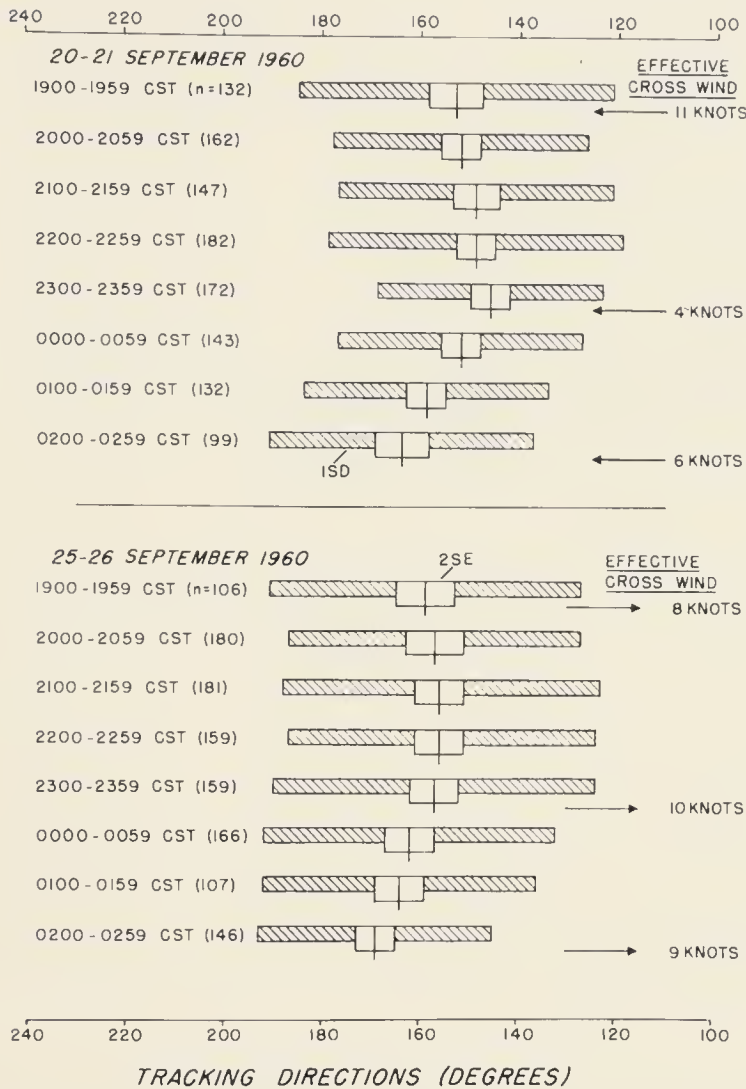 240 220 200 180 160 140 120 100
20-21 SEPTEMBER 1960
EFFECTIVE
CROSS WIND
1900-1959 CST (n=132)
11 KNOTS
2000-2059 CST (162)
2100-2159 CST (147)
2200-2259 CST (182)
2300-2359 CST (172)
4 KNOTS
0000-0059 CST (143)
0100-0159 CST (132)
0200-0259 CST (99)
1SD
6 KNOTS
25-26 SEPTEMBER 1960
2SE
EFFECTIVE
CROSS WIND
1900-1959 CST (n=106)
8 KNOTS
2000-2059 CST (180)
2100-2159 CST (181)
2200-2259 CST (159)
2300-2359 CST (159)
10 KNOTS
0000-0059 CST (166)
0100-0159 CST (107)
0200-0259 CST (146)
9 KNOTS
240 220 200 180 160 140 120 100
TRACKING DIRECTIONS (DEGREES)